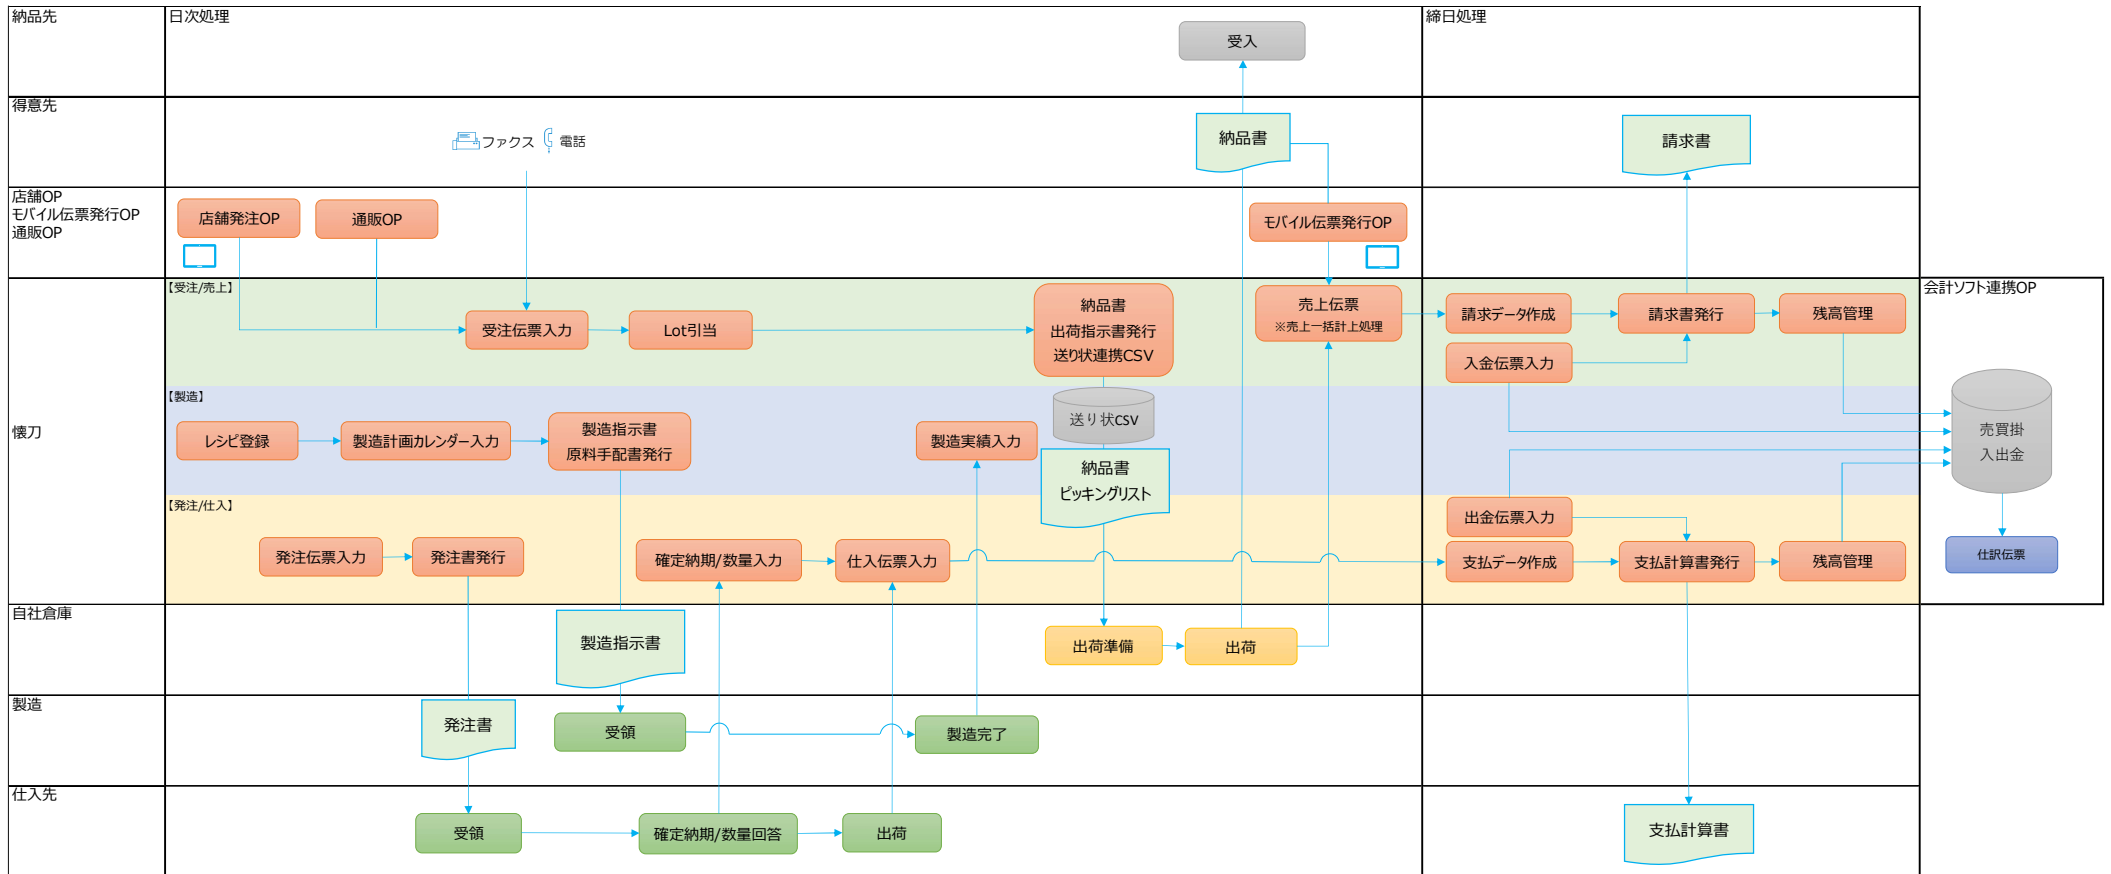 納品先
日次処理
締日処理
受入
得意先
ファクス
電話
納品書
請求書
店舗OP
モバイル伝票発行OP
通販OP
店舗発注OP
通販OP
モバイル伝票発行OP
懐刀
【受注/売上】
受注伝票入力
Lot引当
納品書
出荷指示書発行
送り状連携CSV
売上伝票
※売上一括計上処理
請求データ作成
請求書発行
残高管理
入金伝票入力
会計ソフト連携OP
【製造】
レシピ登録
製造計画カレンダー入力
製造指示書
原料手配書発行
製造実績入力
送り状CSV
納品書
ピッキングリスト
売買掛
入出金
【発注/仕入】
発注伝票入力
発注書発行
確定納期/数量入力
仕入伝票入力
出金伝票入力
支払データ作成
支払計算書発行
残高管理
仕訳伝票
自社倉庫
製造指示書
出荷準備
出荷
製造
発注書
受領
製造完了
仕入先
受領
確定納期/数量回答
出荷
支払計算書